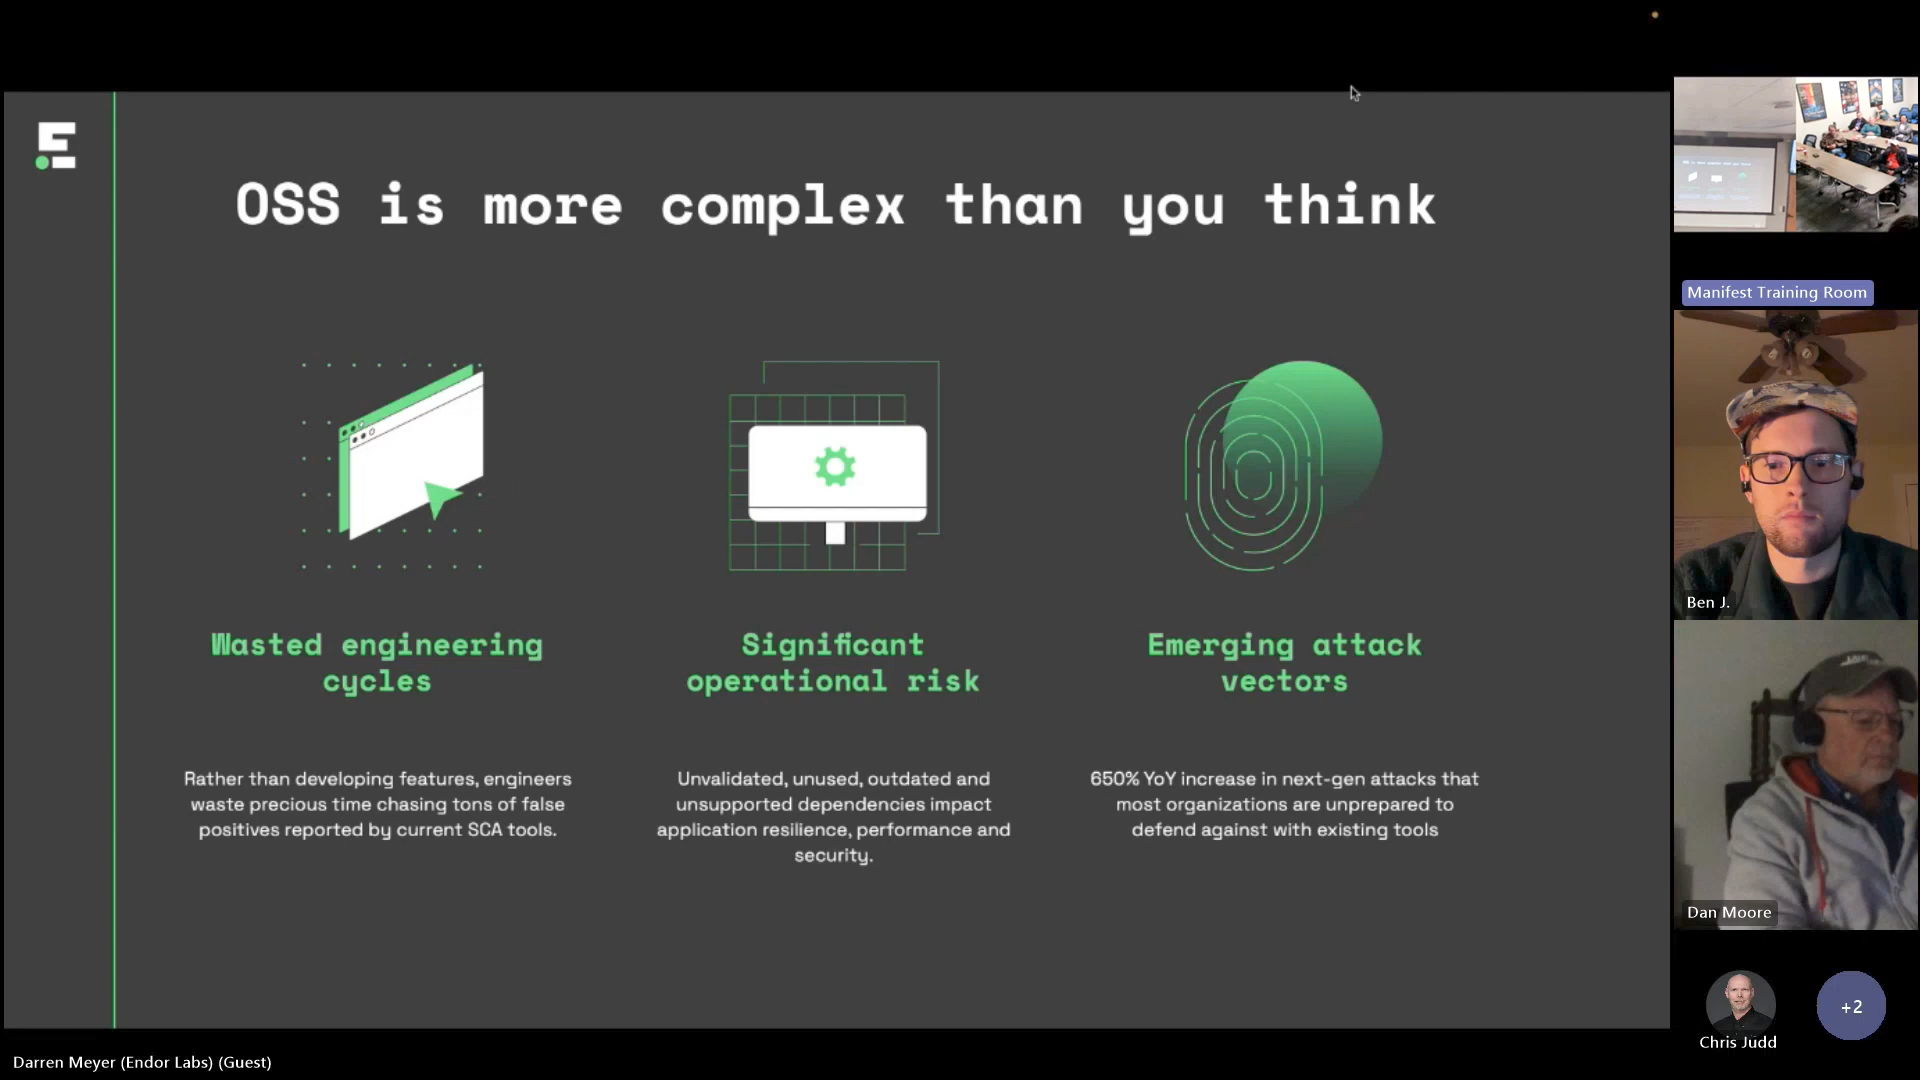 OSS is more complex than you think
Wasted engineering
cycles
Rather than developing features, engineers
waste precious time chasing tons of false
positives reported by current SCA tools.
Significant
operational risk
Unvalidated, unused, outdated and
unsupported dependencies impact
application resilience, performance and
security.
Emerging attack
vectors
650% YoY increase in next-gen attacks that
most organizations are unprepared to
defend against with existing tools
Manifest Training Room
Ben J.
Dan Moore
Chris Judd
+2
Darren Meyer (Endor Labs) (Guest)